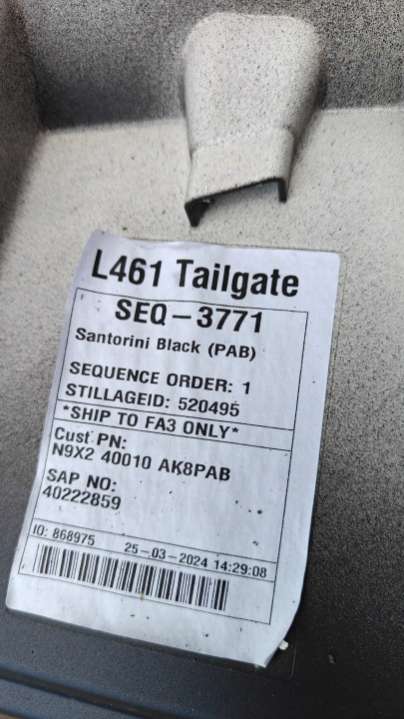 L461 Tailgate
SEQ-3771
Santorini Black (PAB)
SEQUENCE ORDER: 1
STILLAGEID: 520495
*SHIP TO FA3 ONLY*
Cust PN:
N9X2 40010 AK8PAB
SAP NO:
40222859
IO: 868975 25-03-2024 14:29:08